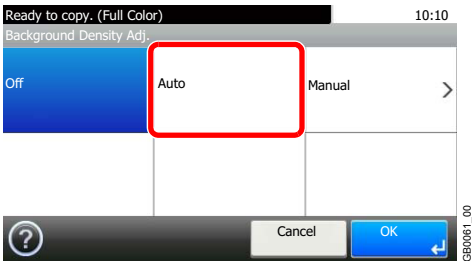 Ready to copy. (Full Color) 10:10
Background Density Adj.
Off Auto Manual
Cancel OK
GB0061_00